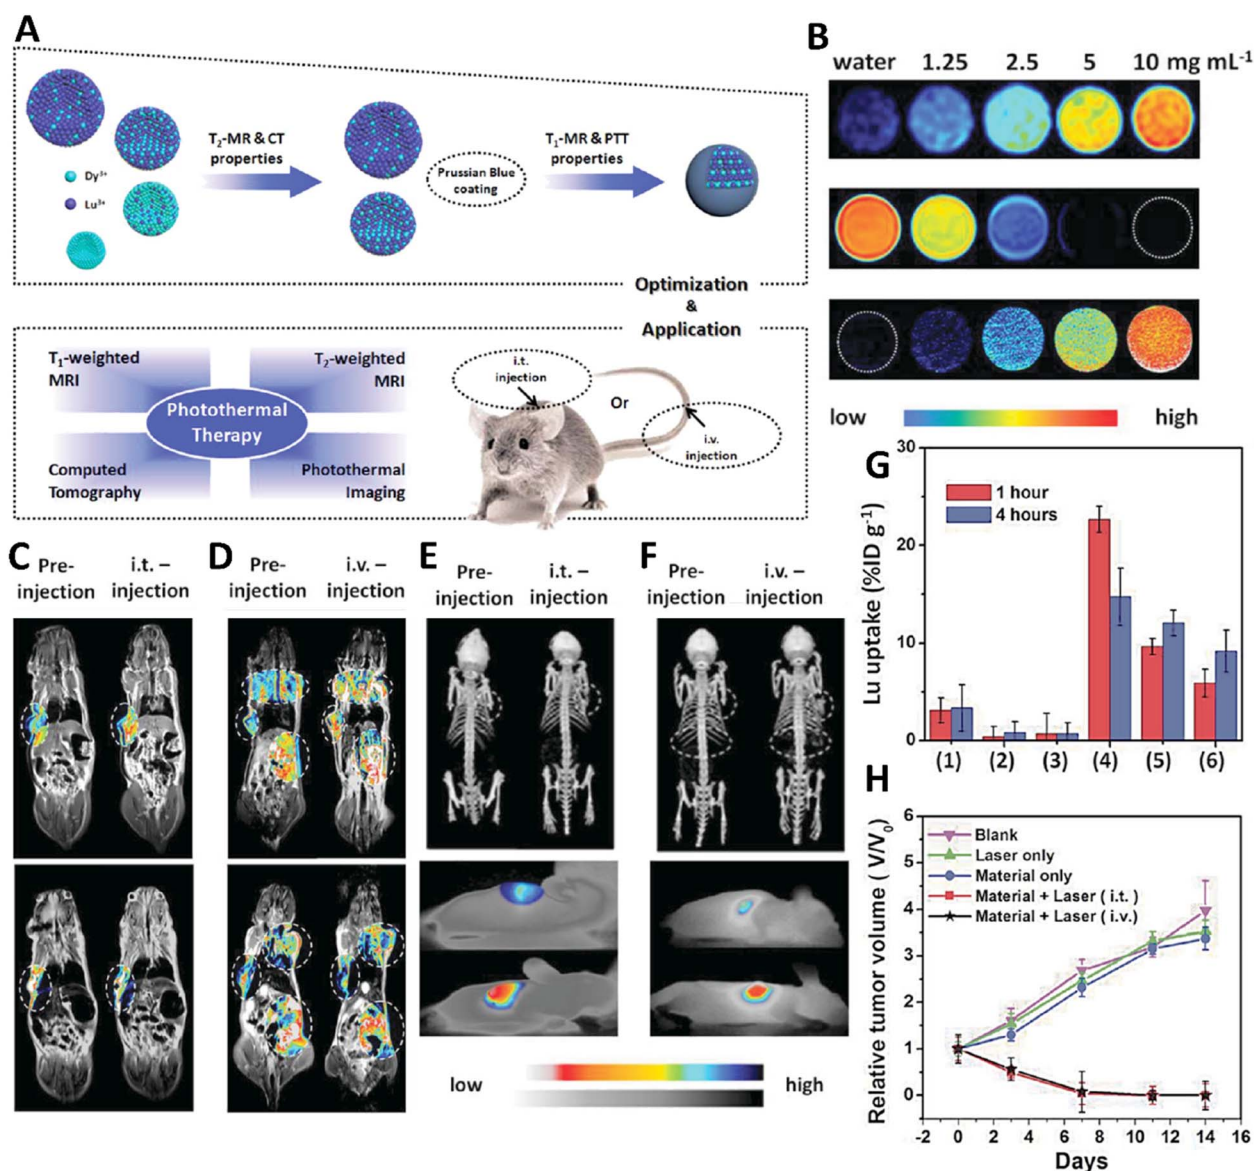 A
T₂-MR & CT
properties
T₁-MR & PTT
properties
Dy³⁺
Lu³⁺
Prussian Blue
coating
Optimization
&
Application
T₁-weighted
MRI
T₂-weighted
MRI
Photothermal
Therapy
Computed
Tomography
Photothermal
Imaging
i.t.
injection
Or
i.v.
injection
B
water 1.25 2.5 5 10 mg mL⁻¹
low high
C
Pre-
injection
i.t. –
injection
D
Pre-
injection
i.v. –
injection
E
Pre-
injection
i.t. –
injection
F
Pre-
injection
i.v. –
injection
low high
G
30
20
10
0
Lu uptake (%ID g⁻¹)
1 hour
4 hours
(1) (2) (3) (4) (5) (6)
H
6
5
4
3
2
1
0
Relative tumor volume ( V/V₀)
Blank
Laser only
Material only
Material + Laser ( i.t. )
Material + Laser ( i.v.)
-2 0 2 4 6 8 10 12 14 16
Days